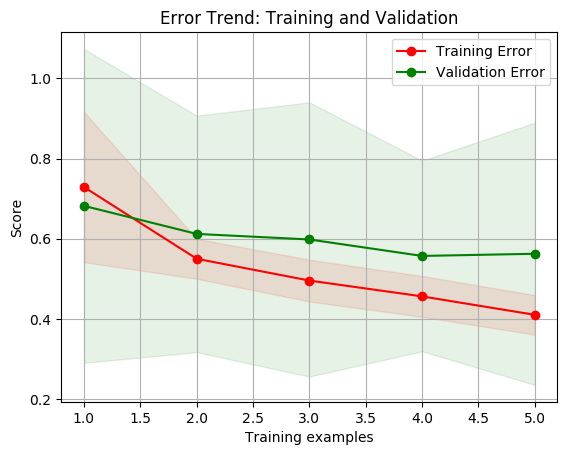 Error Trend: Training and Validation
Training Error
Validation Error
Score
1.0
0.8
0.6
0.4
0.2
1.0 1.5 2.0 2.5 3.0 3.5 4.0 4.5 5.0
Training examples